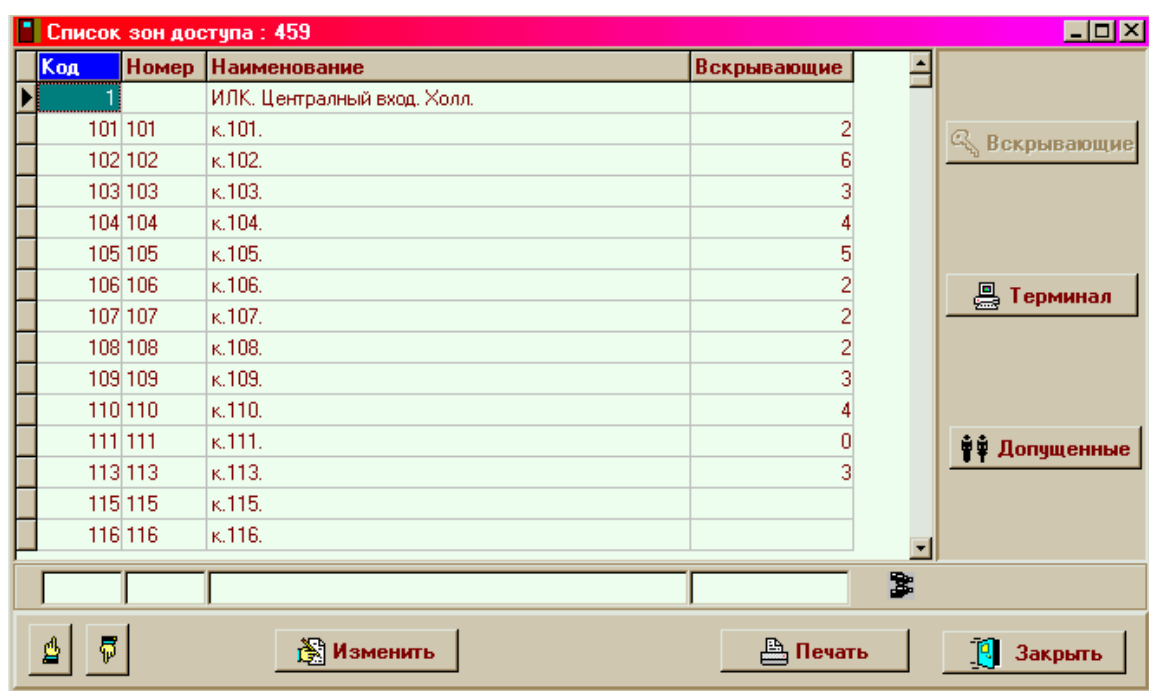 Список зон доступа : 459
Код Номер Наименование Вскрывающие
1 ИЛК. Централный вход. Холл.
101 101 к.101. 2
102 102 к.102. 6
103 103 к.103. 3
104 104 к.104. 4
105 105 к.105. 5
106 106 к.106. 2
107 107 к.107. 2
108 108 к.108. 2
109 109 к.109. 3
110 110 к.110. 4
111 111 к.111. 0
113 113 к.113. 3
115 115 к.115.
116 116 к.116.
Вскрывающие
Терминал
Допущенные
Изменить Печать Закрыть